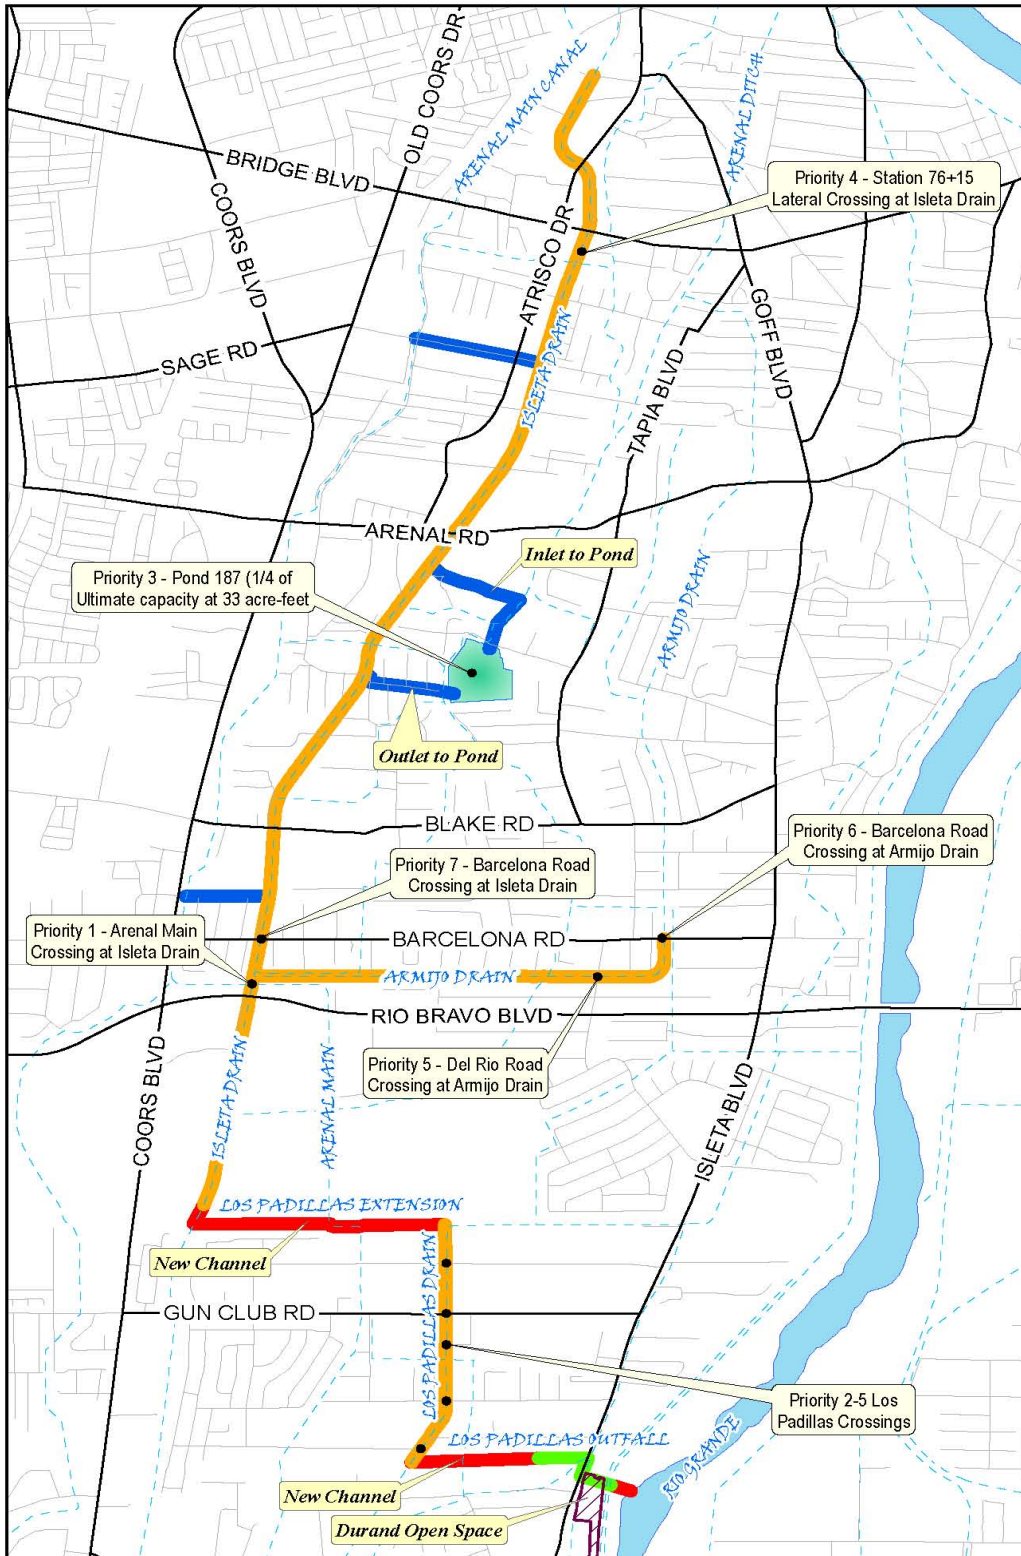 OLD COORS DR
ARENAL MAIN CANAL
ARENAL DITCH
BRIDGE BLVD
COORS BLVD
Priority 4 - Station 76+15
Lateral Crossing at Isleta Drain
ATRISCO DR
ISLETA DRAIN
GOFF BLVD
SAGE RD
TAPIA BLVD
ARENAL RD
Inlet to Pond
Priority 3 - Pond 187 (1/4 of
Ultimate capacity at 33 acre-feet
ARMIJO DRAIN
Outlet to Pond
BLAKE RD
Priority 6 - Barcelona Road
Crossing at Armijo Drain
Priority 7 - Barcelona Road
Crossing at Isleta Drain
Priority 1 - Arenal Main
Crossing at Isleta Drain
BARCELONA RD
ARMIJO DRAIN
RIO BRAVO BLVD
Priority 5 - Del Rio Road
Crossing at Armijo Drain
COORS BLVD
ISLETA DRAIN
ARENAL MAIN
ISLETA BLVD
LOS PADILLAS EXTENSION
New Channel
LOS PADILLAS DRAIN
GUN CLUB RD
Priority 2-5 Los
Padillas Crossings
LOS PADILLAS OUTFALL
RIO GRANDE
New Channel
Durand Open Space